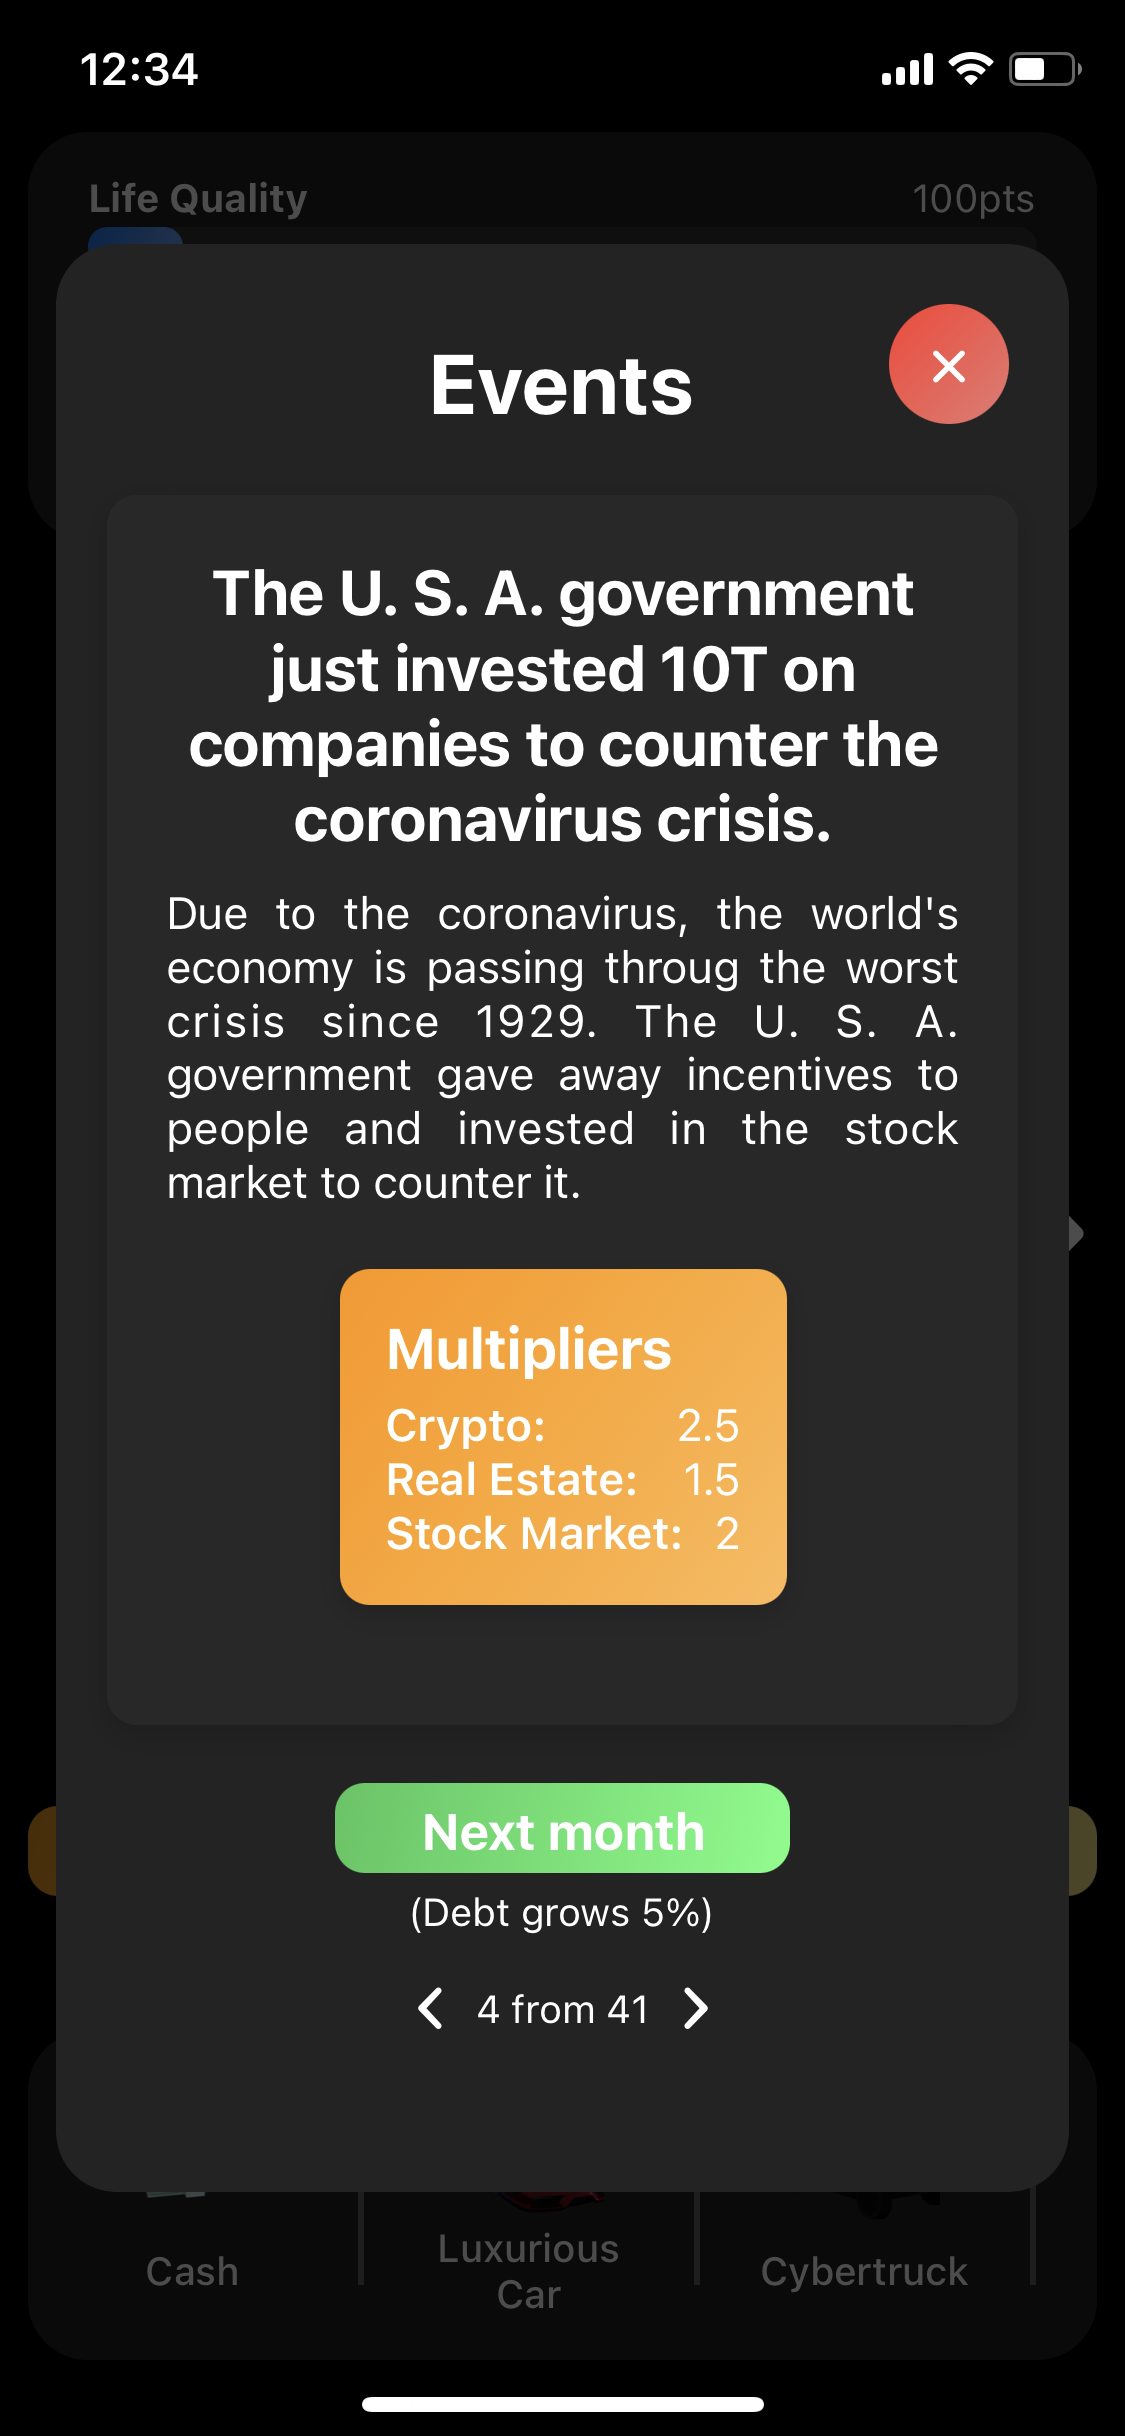 12:34
Life Quality 100pts
Events
The U. S. A. government
just invested 10T on
companies to counter the
coronavirus crisis.
Due to the coronavirus, the world's
economy is passing throug the worst
crisis since 1929. The U. S. A.
government gave away incentives to
people and invested in the stock
market to counter it.
Multipliers
Crypto: 2.5
Real Estate: 1.5
Stock Market: 2
Next month
(Debt grows 5%)
4 from 41
Cash
Luxurious
Car
Cybertruck